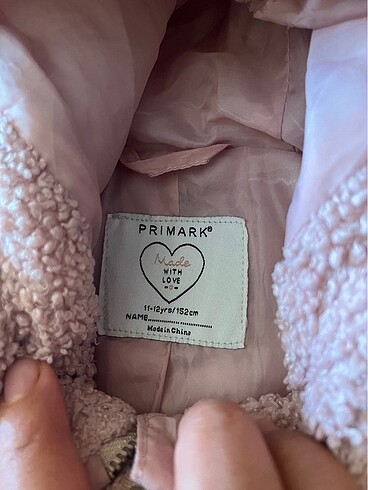 PRIMARK®
Made
WITH
LOVE
11-12yrs/152cm
NAME..........................
Made in China